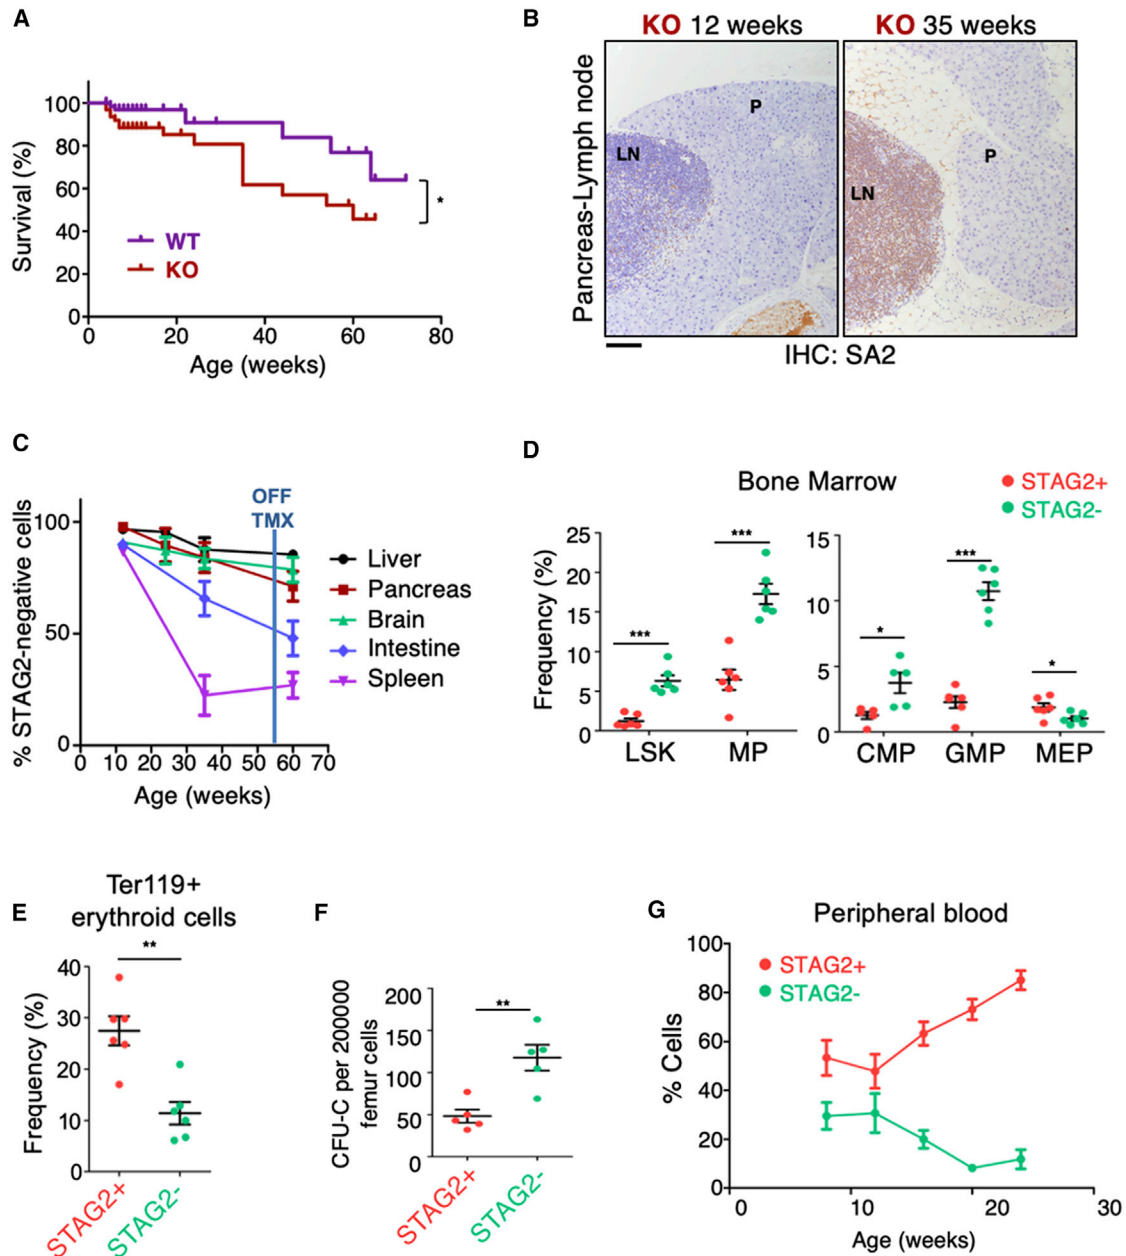 A
100
80
60
40
20
0
Survival (%)
WT
KO
*
0 20 40 60 80
Age (weeks)
B
KO 12 weeks
KO 35 weeks
Pancreas-Lymph node
P
LN
P
LN
IHC: SA2
C
% STAG2-negative cells
100
50
0
OFF
TMX
Liver
Pancreas
Brain
Intestine
Spleen
0 10 20 30 40 50 60 70
Age (weeks)
D
Bone Marrow
STAG2+
STAG2-
Frequency (%)
25
20
15
10
5
0
***
***
LSK MP
15
10
5
0
*
***
*
CMP GMP MEP
E
Ter119+
erythroid cells
**
Frequency (%)
40
30
20
10
0
STAG2+
STAG2-
F
CFU-C per 200000
femur cells
200
150
100
50
0
**
STAG2+
STAG2-
G
Peripheral blood
STAG2+
STAG2-
% Cells
100
80
60
40
20
0
0 10 20 30
Age (weeks)